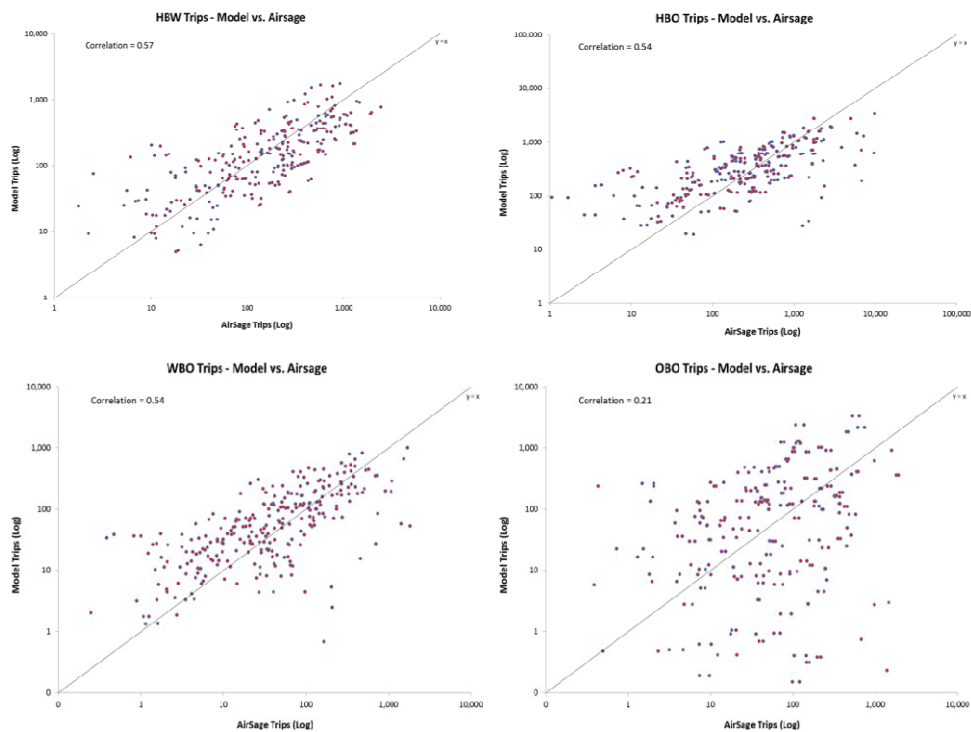 HBW Trips - Model vs. Airsage
10,000
Correlation = 0.57
y = x
1,000
Model Trips (Log)
100
10
1
1
10
100
1,000
10,000
AirSage Trips (Log)
HBO Trips - Model vs. Airsage
100,000
Correlation = 0.54
y = x
10,000
1,000
Model Trips (Log)
100
10
1
1
10
100
1,000
10,000
100,000
AirSage Trips (Log)
WBO Trips - Model vs. Airsage
10,000
Correlation = 0.54
y = x
1,000
100
Model Trips (Log)
10
1
0
0
1
10
100
1,000
10,000
AirSage Trips (Log)
OBO Trips - Model vs. Airsage
10,000
Correlation = 0.21
y = x
1,000
100
Model Trips (Log)
10
1
0
0
1
10
100
1,000
10,000
AirSage Trips (Log)